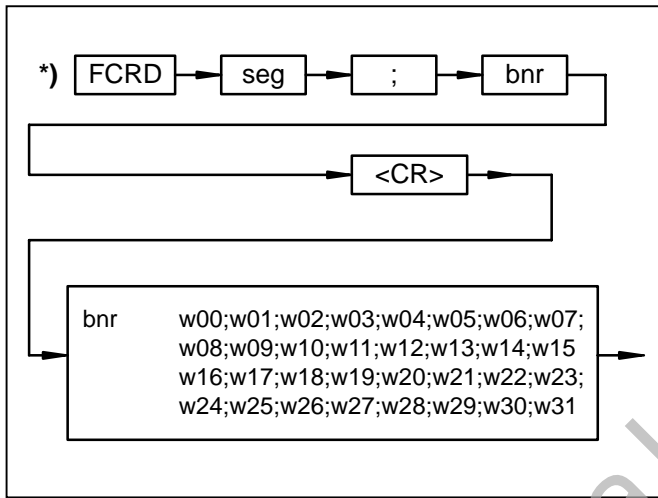 *) FCRD seg ; bnr
<CR>
bnr w00;w01;w02;w03;w04;w05;w06;w07;
w08;w09;w10;w11;w12;w13;w14;w15
w16;w17;w18;w19;w20;w21;w22;w23;
w24;w25;w26;w27;w28;w29;w30;w31